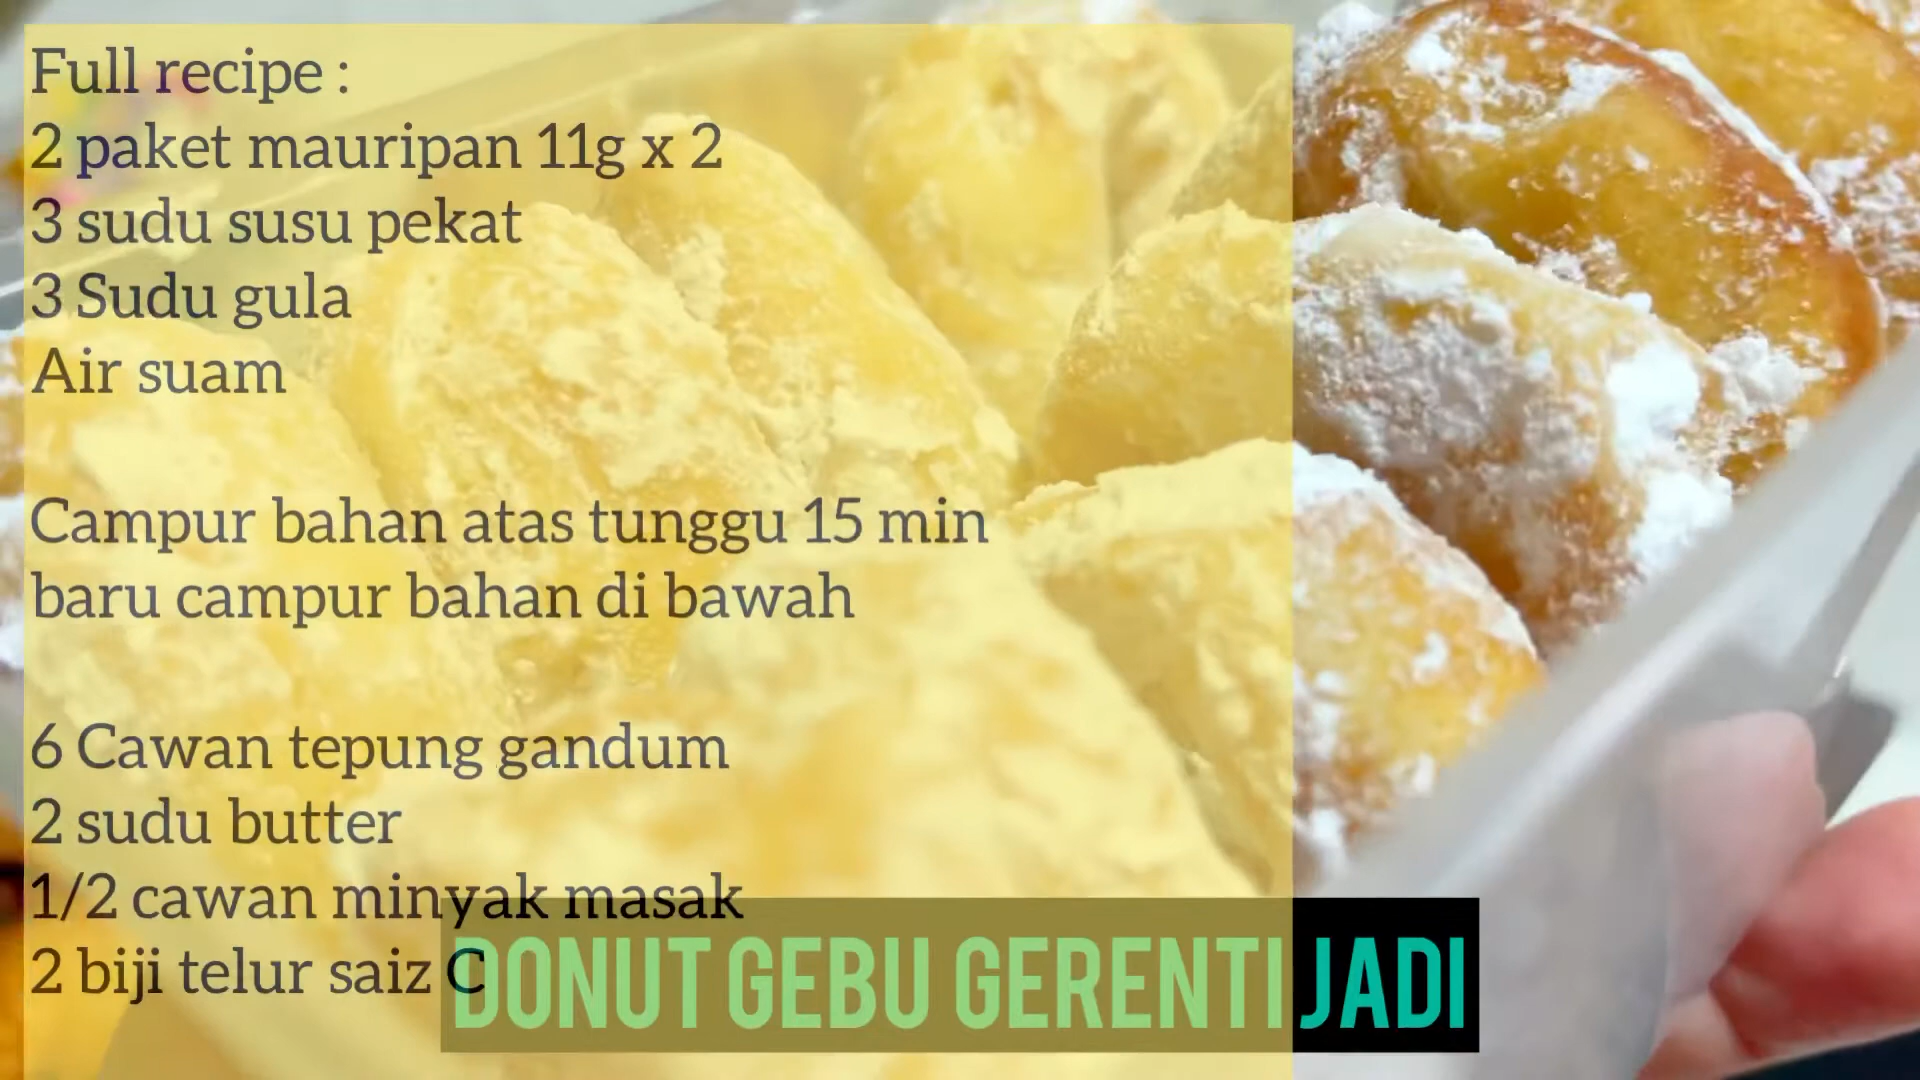 Full recipe :
2 paket mauripan 11g x 2
3 sudu susu pekat
3 Sudu gula
Air suam
Campur bahan atas tunggu 15 min
baru campur bahan di bawah
6 Cawan tepung gandum
2 sudu butter
1/2 cawan minyak masak
2 biji telur saiz C
DONUT GEBU GERENTI JADI